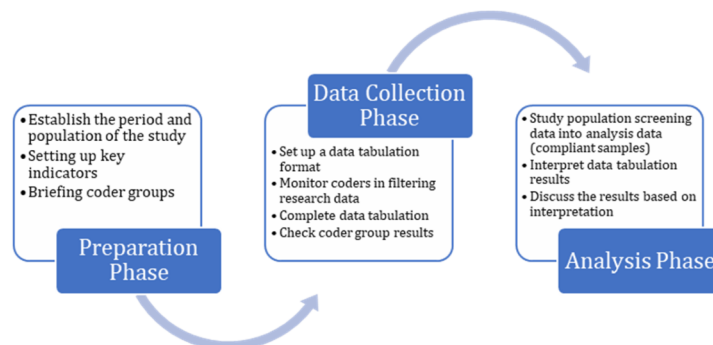 • Establish the period and
population of the study
• Setting up key
indicators
• Briefing coder groups
Preparation
Phase
Data Collection
Phase
• Set up a data tabulation
format
• Monitor coders in filtering
research data
• Complete data tabulation
• Check coder group results
• Study population screening
data into analysis data
(compliant samples)
• Interpret data tabulation
results
• Discuss the results based on
interpretation
Analysis Phase